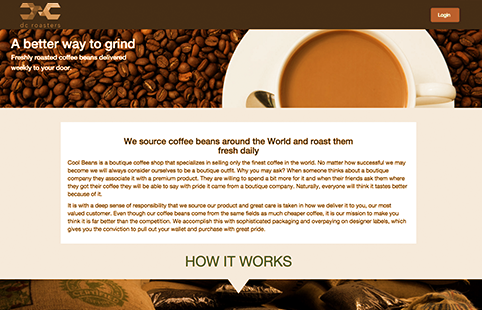 dc roasters
Login
A better way to grind
Freshly roasted coffee beans delivered
weekly to your door.
We source coffee beans around the World and roast them
fresh daily
Cool Beans is a boutique coffee shop that specializes in selling only the finest coffee in the world. No matter how successful we may
become we will always consider ourselves to be a boutique outfit. Why you may ask? When someone thinks about a boutique
company they associate it with a premium product. They are willing to spend a bit more for it and when their friends ask them where
they got their coffee they will be able to say with pride it came from a boutique company. Naturally, everyone will think it tastes better
because of it.
It is with a deep sense of responsibility that we source our product and great care is taken in how we deliver it to you, our most
valued customer. Even though our coffee beans come from the same fields as much cheaper coffee, it is our mission to make you
think it is far better than the competition. We accomplish this with sophisticated packaging and overpaying on designer labels, which
gives you the conviction to pull out your wallet and purchase with great pride.
HOW IT WORKS